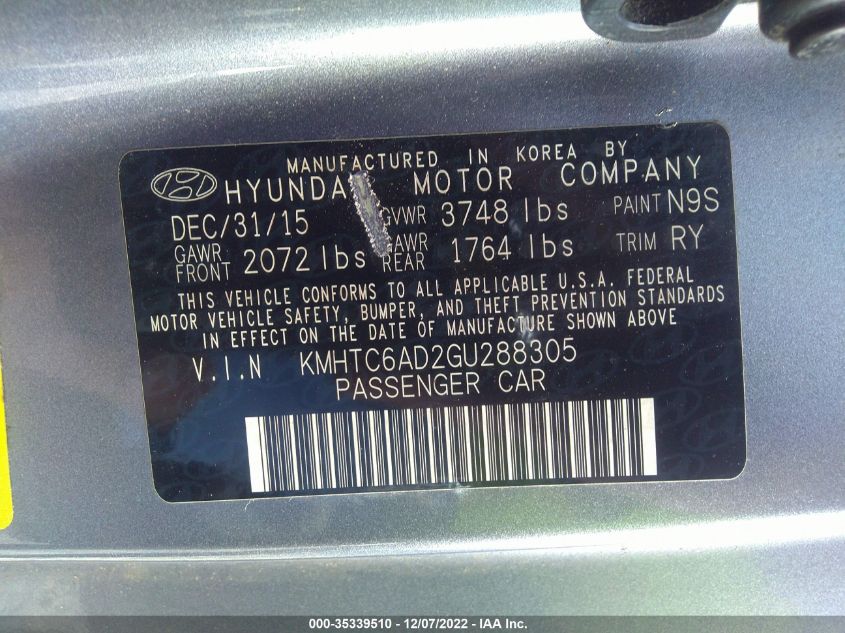 MANUFACTURED IN KOREA BY
HYUNDAI MOTOR COMPANY
DEC/31/15 GVWR 3748 lbs PAINT N9S
GAWR FRONT 2072 lbs GAWR REAR 1764 lbs TRIM RY
THIS VEHICLE CONFORMS TO ALL APPLICABLE U.S.A. FEDERAL
MOTOR VEHICLE SAFETY, BUMPER, AND THEFT PREVENTION STANDARDS
IN EFFECT ON THE DATE OF MANUFACTURE SHOWN ABOVE
V.I.N KMHTC6AD2GU288305
PASSENGER CAR
000-35339510 - 12/07/2022 - IAA Inc.